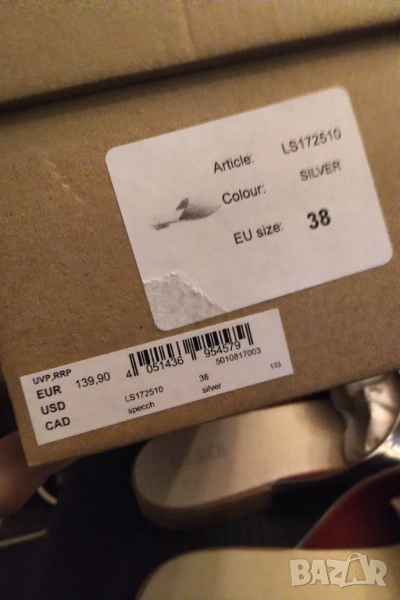 Article: LS172510
Colour: SILVER
EU size: 38
UVP,RRP
EUR 139,90
USD
CAD
4 051436 954579
5010817003
LS172510 38 133
specch silver
BAZAR